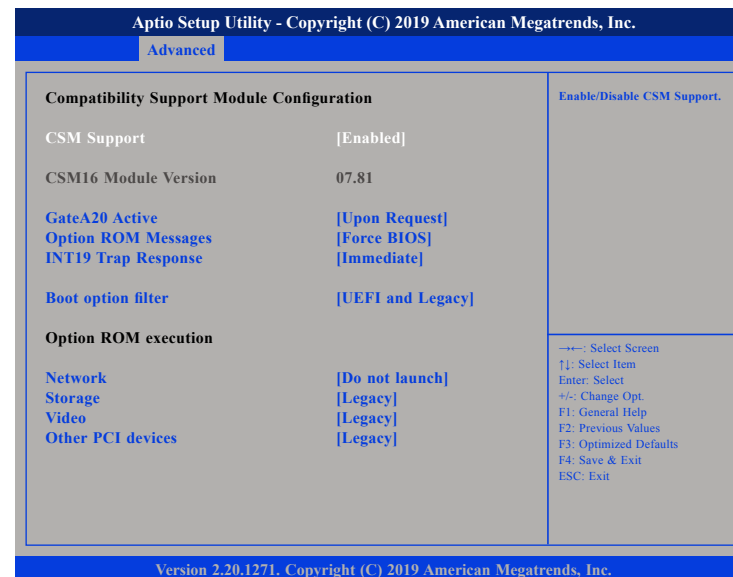 Aptio Setup Utility - Copyright (C) 2019 American Megatrends, Inc.
Advanced
Compatibility Support Module Configuration
CSM Support [Enabled]
CSM16 Module Version 07.81
GateA20 Active [Upon Request]
Option ROM Messages [Force BIOS]
INT19 Trap Response [Immediate]
Boot option filter [UEFI and Legacy]
Option ROM execution
Network [Do not launch]
Storage [Legacy]
Video [Legacy]
Other PCI devices [Legacy]
Enable/Disable CSM Support.
→←: Select Screen
↑↓: Select Item
Enter: Select
+/-: Change Opt.
F1: General Help
F2: Previous Values
F3: Optimized Defaults
F4: Save & Exit
ESC: Exit
Version 2.20.1271. Copyright (C) 2019 American Megatrends, Inc.